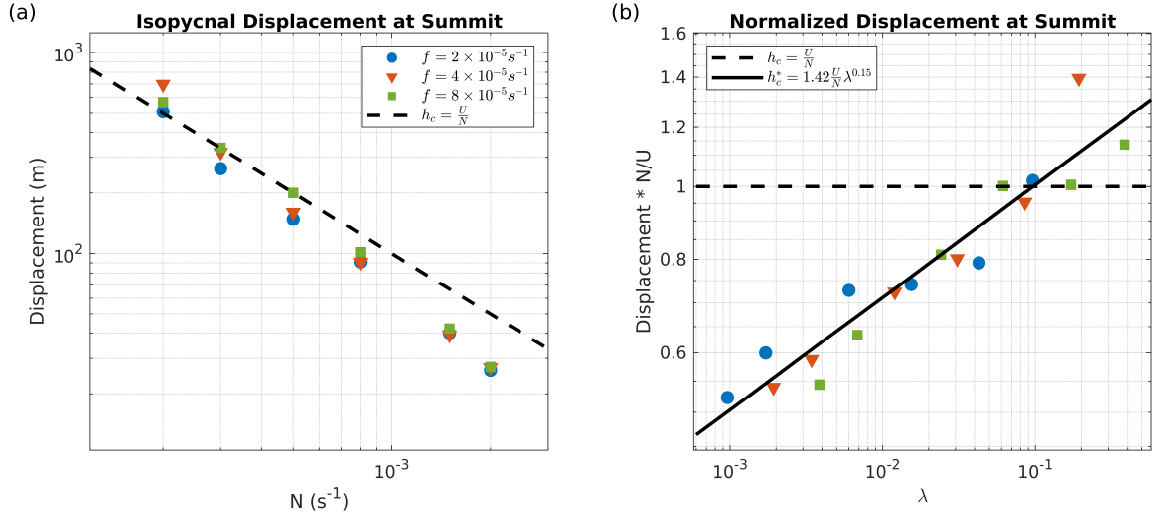 (a)
Isopycnal Displacement at Summit
f = 2 × 10⁻⁵s⁻¹
f = 4 × 10⁻⁵s⁻¹
f = 8 × 10⁻⁵s⁻¹
h_c = U/N
10³
10²
Displacement (m)
10⁻³
N (s⁻¹)
(b)
Normalized Displacement at Summit
h_c = U/N
h_c* = 1.42 U/N λ^0.15
1.6
1.4
1.2
1
0.8
0.6
Displacement * N/U
10⁻³
10⁻²
10⁻¹
λ